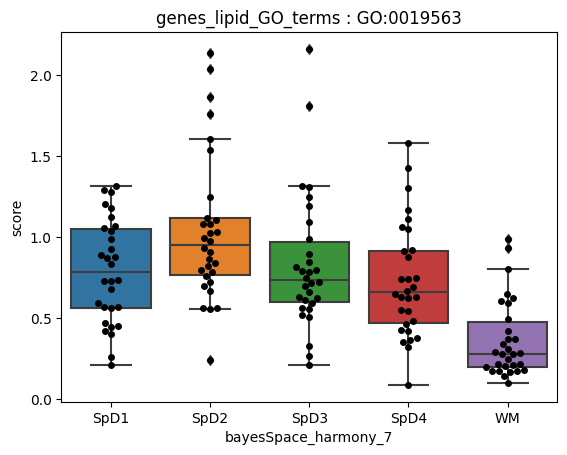 genes_lipid_GO_terms : GO:0019563
2.0
1.5
1.0
0.5
0.0
score
SpD1 SpD2 SpD3 SpD4 WM
bayesSpace_harmony_7